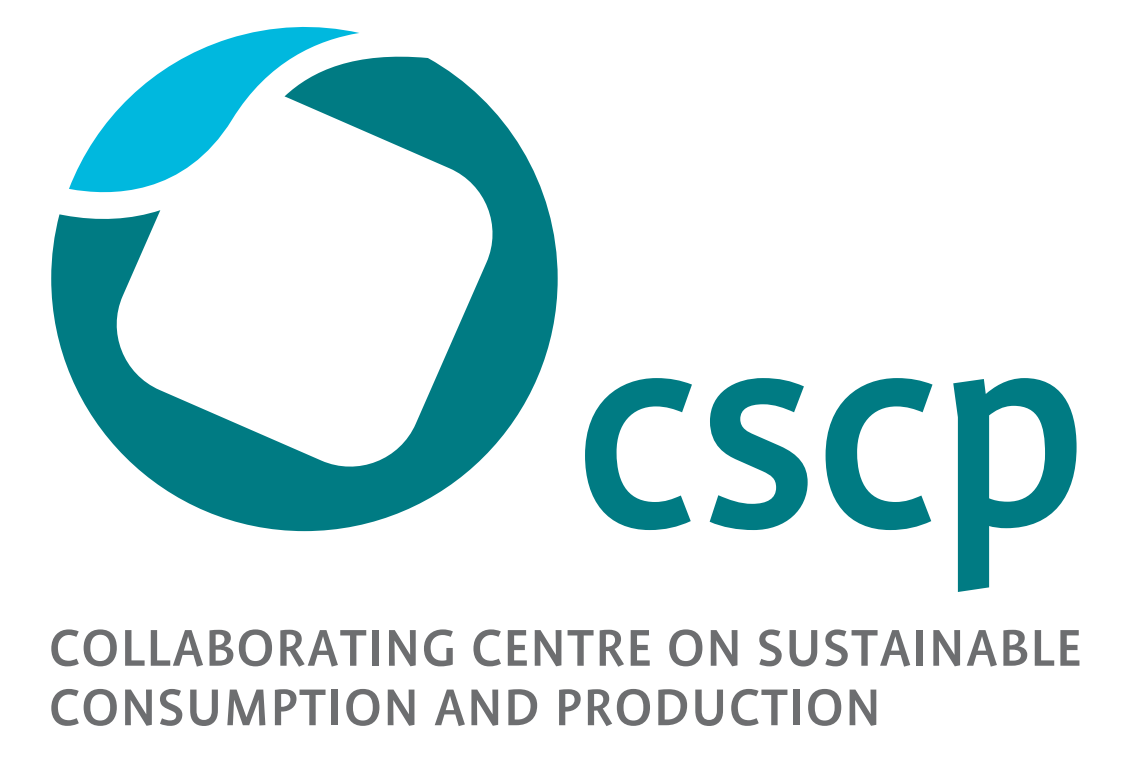 cscp
COLLABORATING CENTRE ON SUSTAINABLE
CONSUMPTION AND PRODUCTION